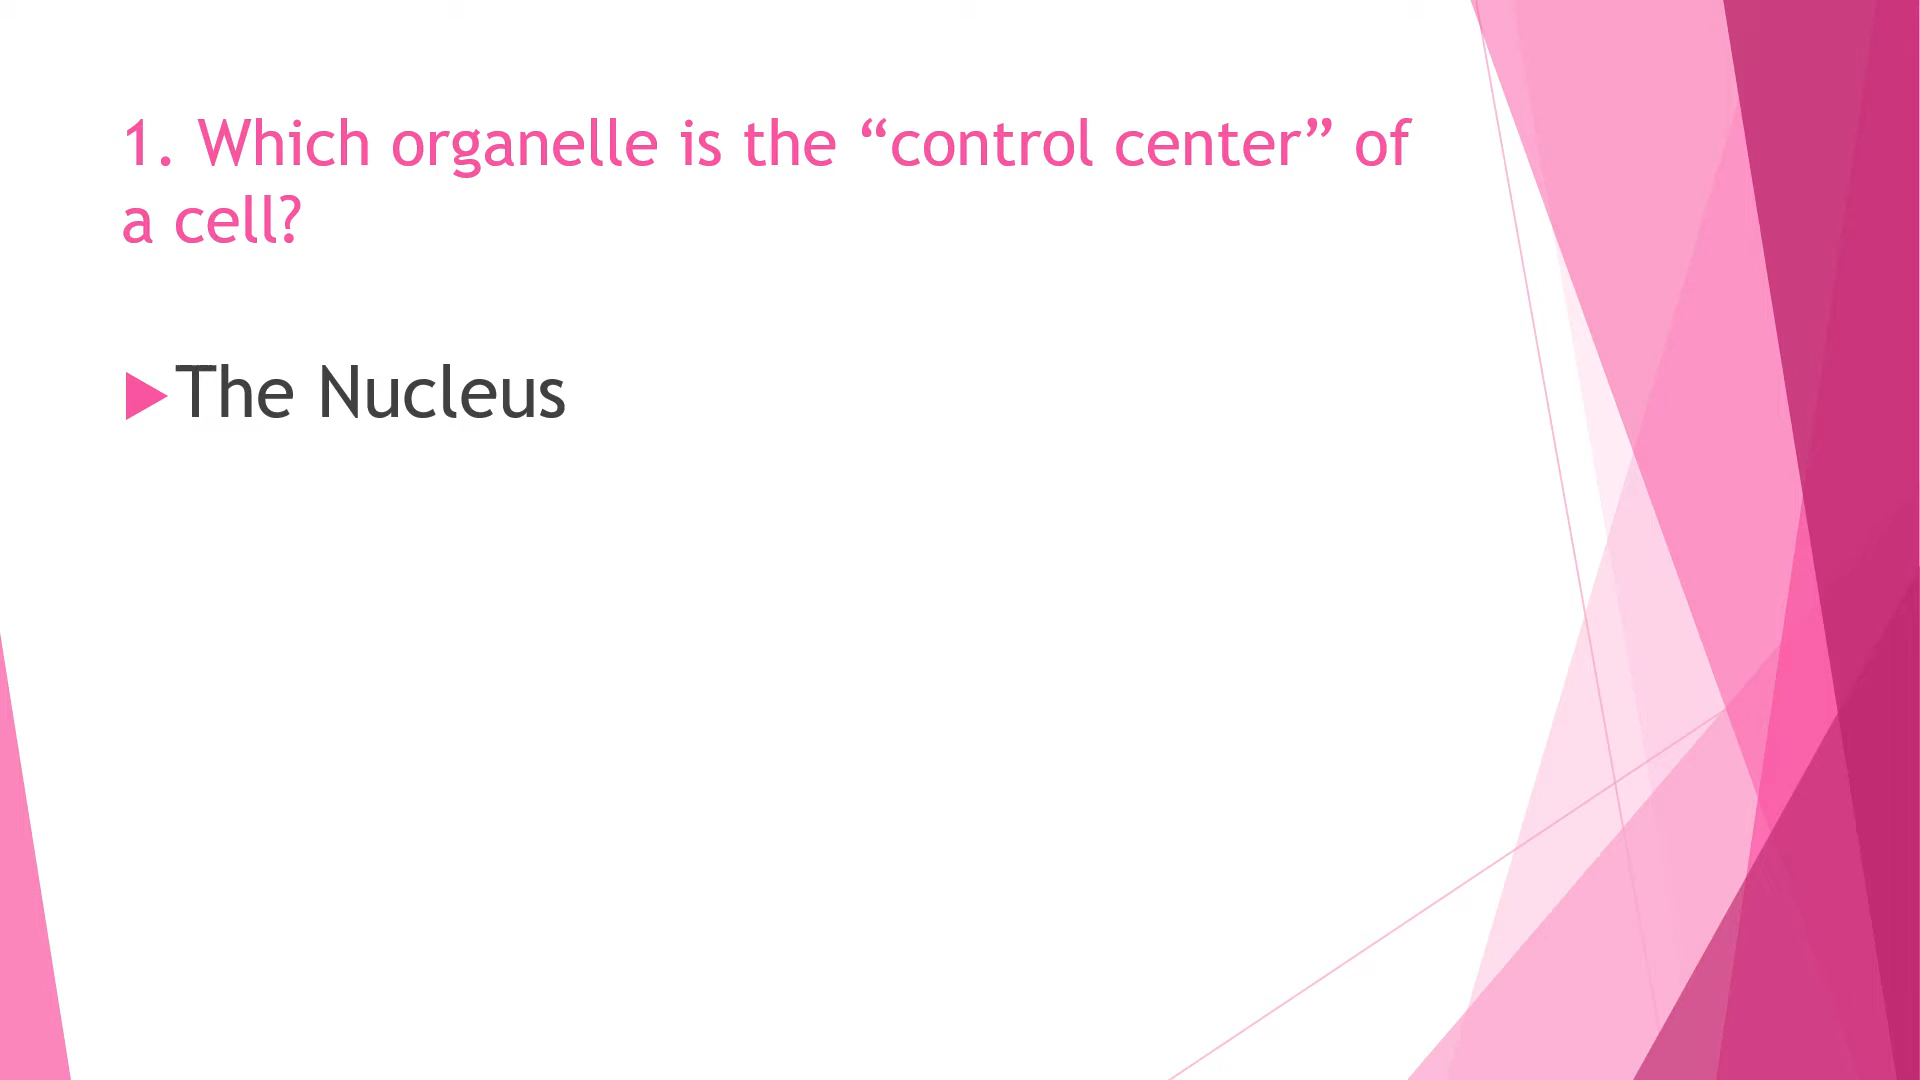 1. Which organelle is the “control center” of
a cell?
The Nucleus